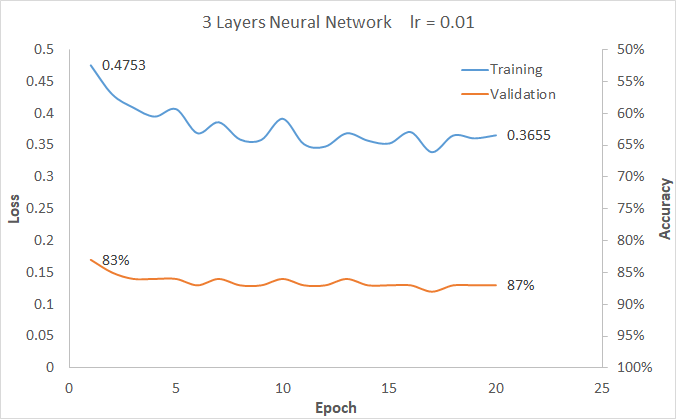 3 Layers Neural Network lr = 0.01
0.5 50%
0.45 55%
0.4 60%
0.35 65%
0.3 70%
0.25 75%
0.2 80%
0.15 85%
0.1 90%
0.05 95%
0 100%
Loss
Accuracy
0.4753
Training
Validation
0.3655
83%
87%
0 5 10 15 20 25
Epoch